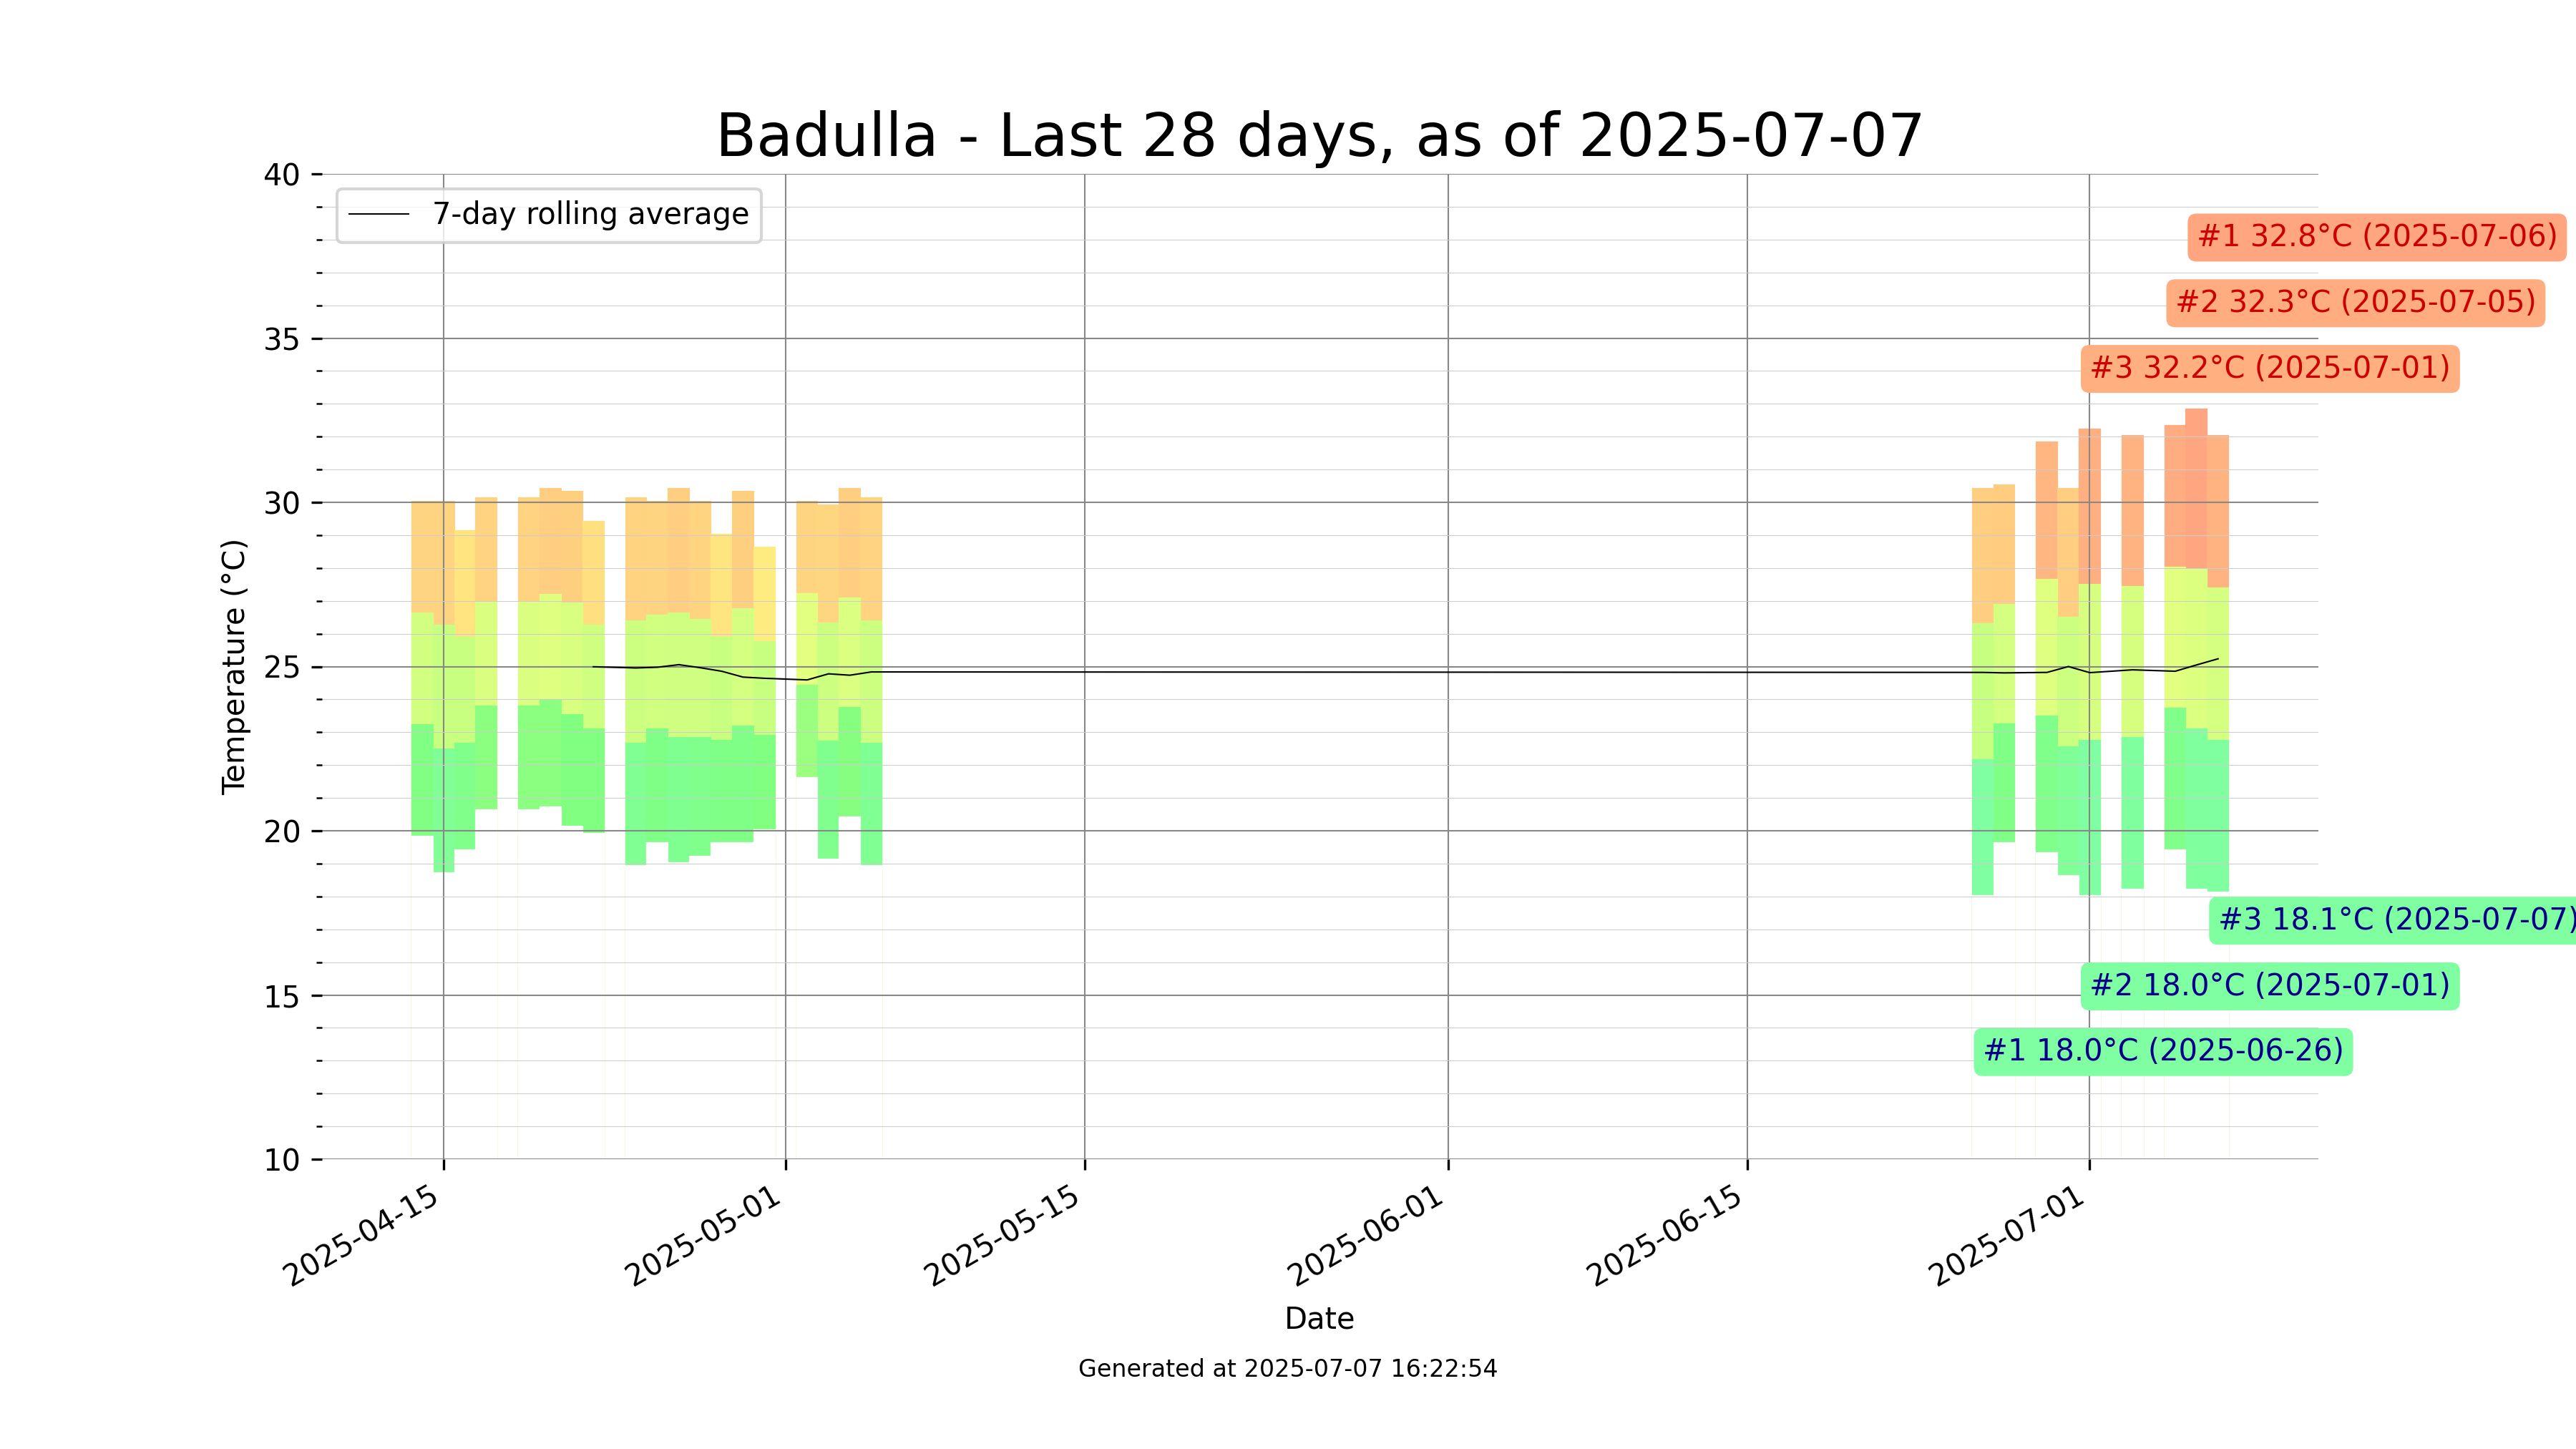 Badulla - Last 28 days, as of 2025-07-07
7-day rolling average
#1 32.8°C (2025-07-06)
#2 32.3°C (2025-07-05)
#3 32.2°C (2025-07-01)
#3 18.1°C (2025-07-07)
#2 18.0°C (2025-07-01)
#1 18.0°C (2025-06-26)
Temperature (°C)
40
35
30
25
20
15
10
2025-04-15
2025-05-01
2025-05-15
2025-06-01
2025-06-15
2025-07-01
Date
Generated at 2025-07-07 16:22:54